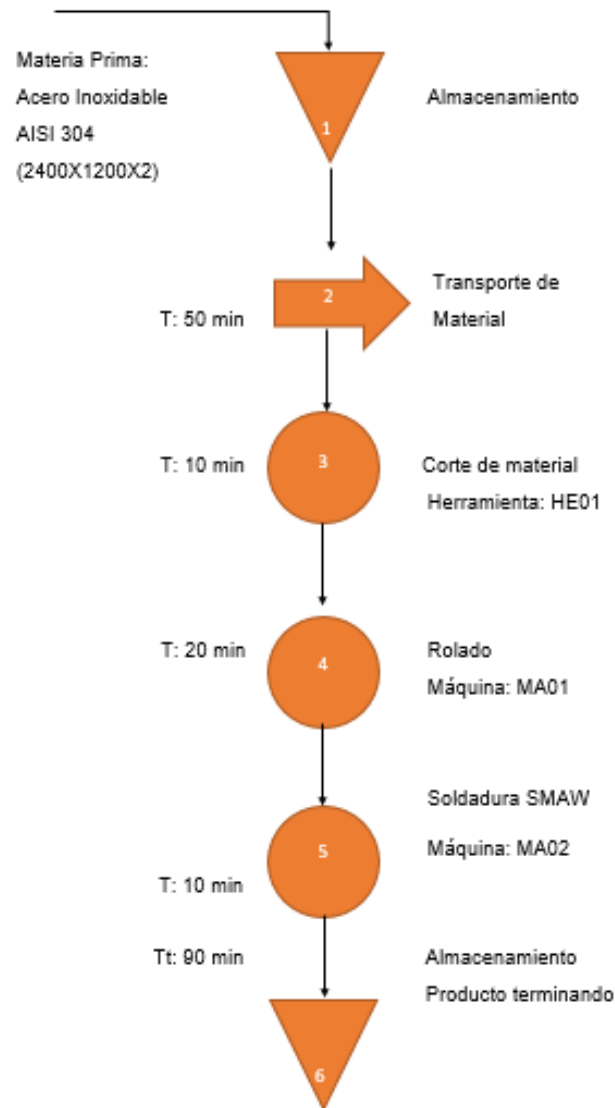 Materia Prima:
Acero Inoxidable
AISI 304
(2400X1200X2)
1
Almacenamiento
2
Transporte de
Material
T: 50 min
3
T: 10 min
Corte de material
Herramienta: HE01
4
T: 20 min
Rolado
Máquina: MA01
Soldadura SMAW
5
Máquina: MA02
T: 10 min
Tt: 90 min
Almacenamiento
Producto terminando
6